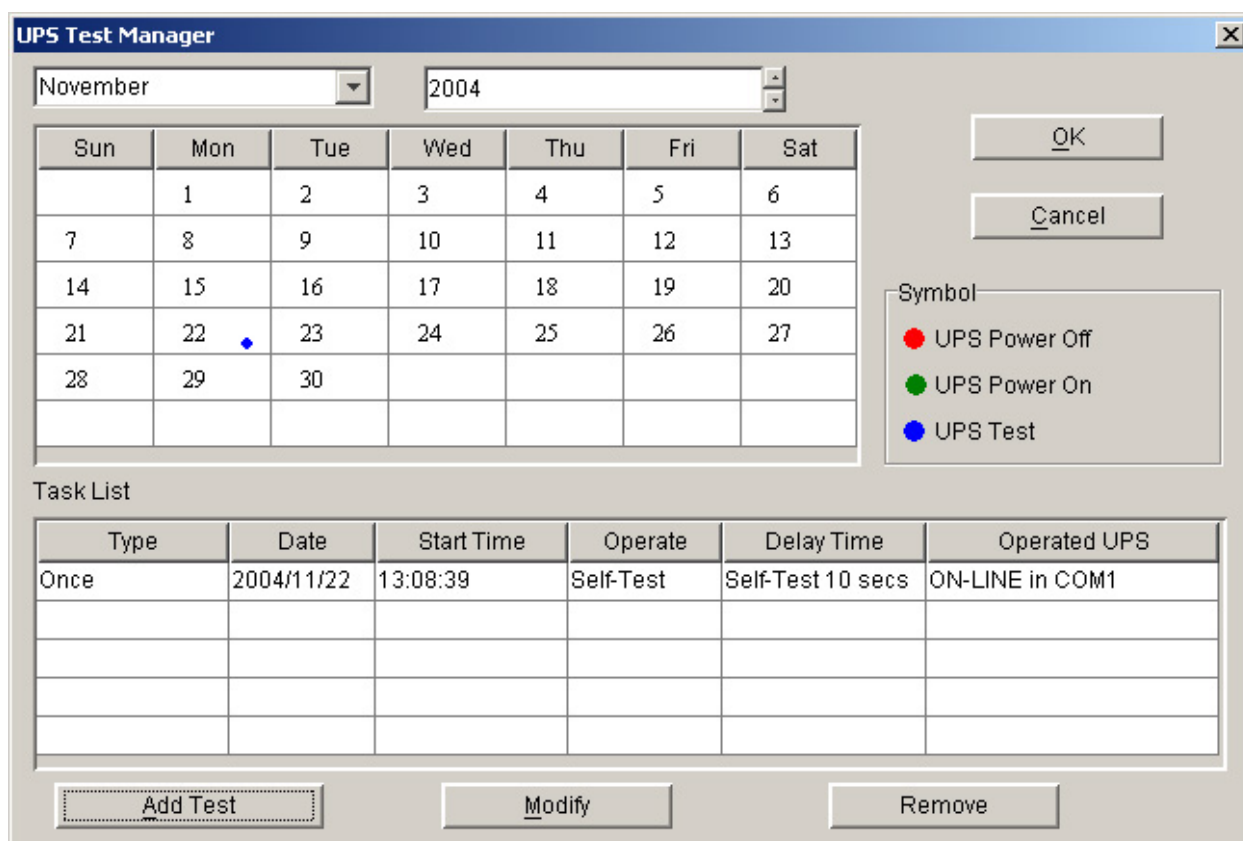 UPS Test Manager
November 2004
Sun Mon Tue Wed Thu Fri Sat
1 2 3 4 5 6
7 8 9 10 11 12 13
14 15 16 17 18 19 20
21 22 23 24 25 26 27
28 29 30
OK
Cancel
Symbol
UPS Power Off
UPS Power On
UPS Test
Task List
Type Date Start Time Operate Delay Time Operated UPS
Once 2004/11/22 13:08:39 Self-Test Self-Test 10 secs ON-LINE in COM1
Add Test Modify Remove